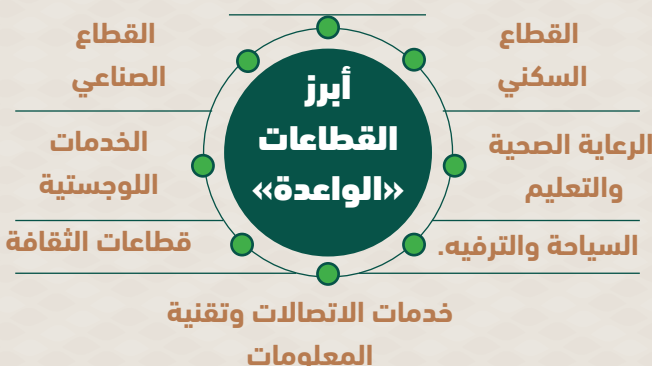 أبرز
القطاعات
«الواعدة»
القطاع
السكني
الرعاية الصحية
والتعليم
السياحة والترفيه.
القطاع
الصناعي
الخدمات
اللوجستية
قطاعات الثقافة
خدمات الاتصالات وتقنية
المعلومات